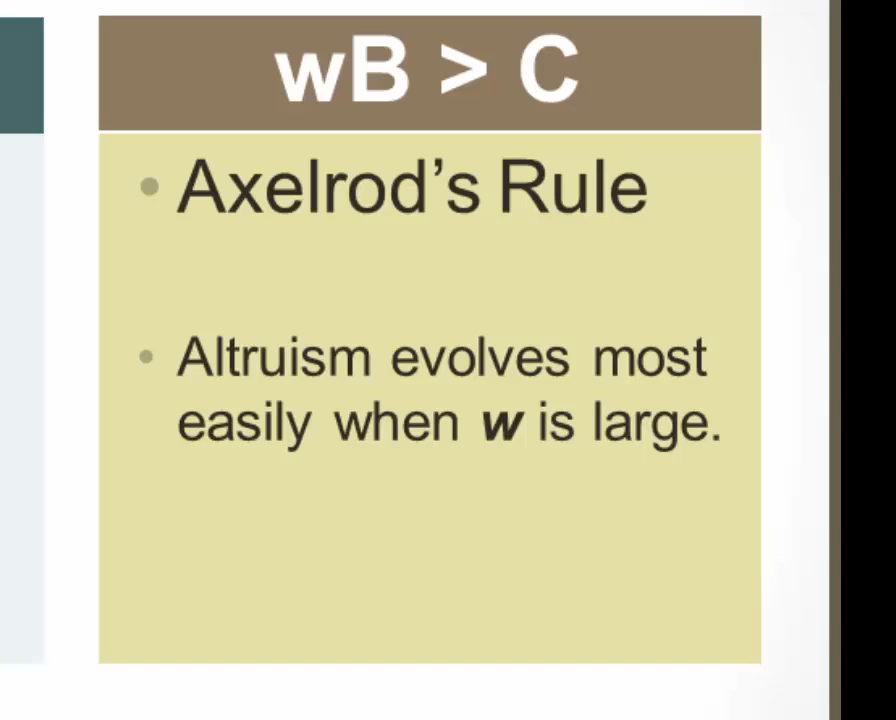 wB > C
• Axelrod’s Rule
• Altruism evolves most
easily when w is large.